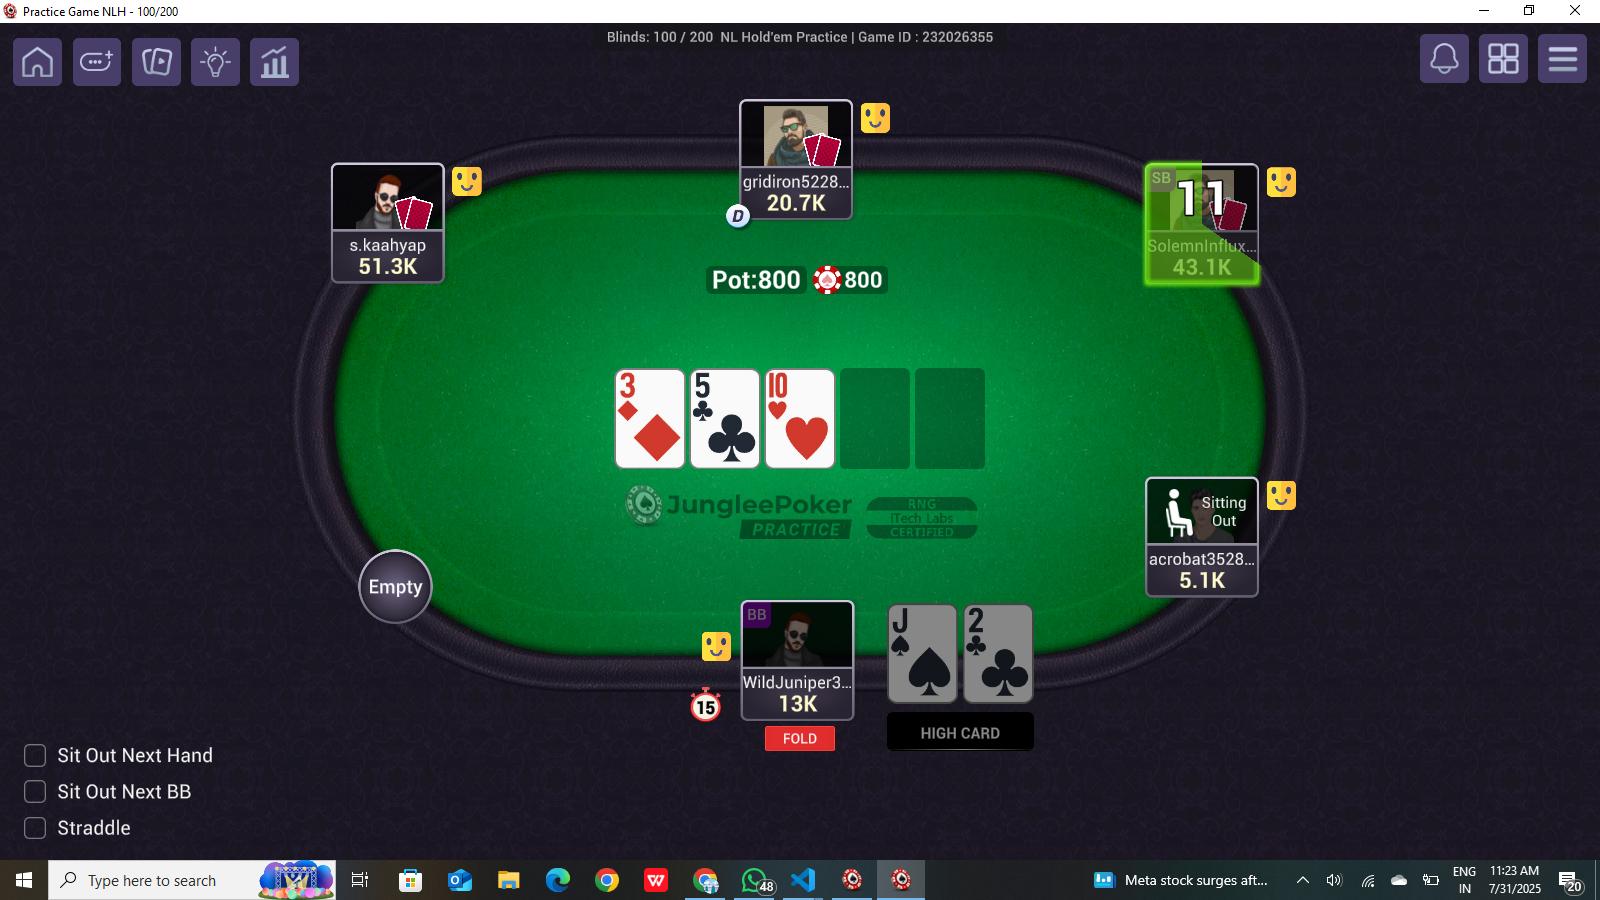 Practice Game NLH - 100/200
Blinds: 100 / 200 NL Hold'em Practice | Game ID : 232026355
gridiron5228...
20.7K
D
s.kaahyap
51.3K
SB
11
SolemnInflux...
43.1K
Pot:800
800
3
5
10
JungleePoker
PRACTICE
RNG
iTech Labs
CERTIFIED
Sitting
Out
acrobat3528...
5.1K
Empty
BB
WildJuniper3...
13K
15
FOLD
J
2
HIGH CARD
Sit Out Next Hand
Sit Out Next BB
Straddle
Type here to search
W
48
Meta stock surges aft...
ENG
IN
11:23 AM
7/31/2025
20